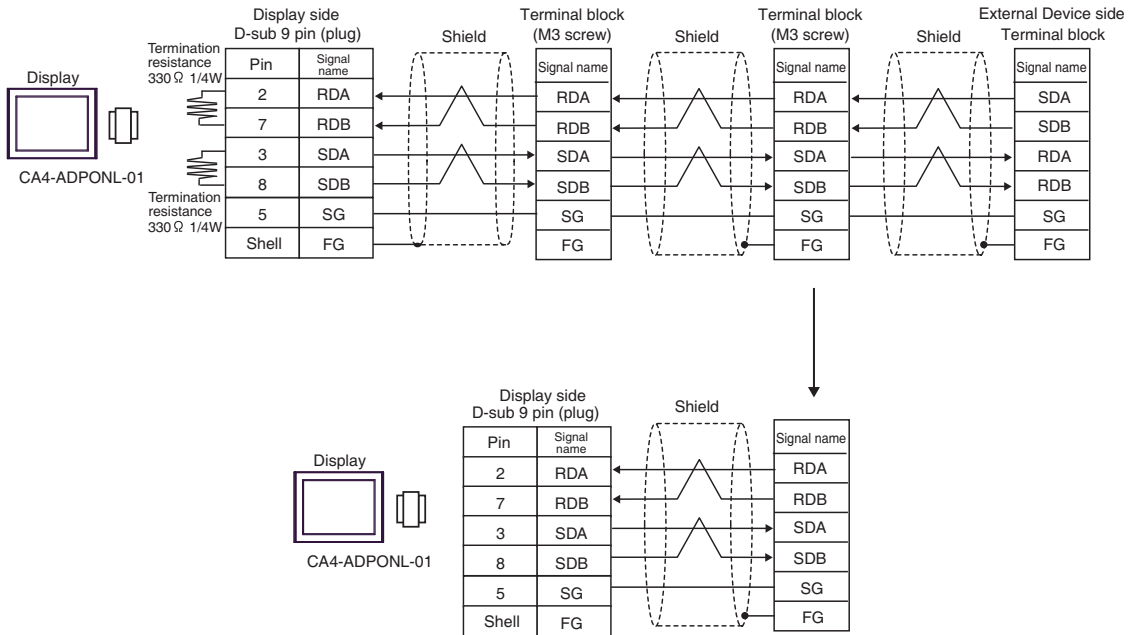 Display side
D-sub 9 pin (plug)
Shield
Terminal block
(M3 screw)
Shield
Terminal block
(M3 screw)
Shield
External Device side
Terminal block
Termination
resistance
330 Ω 1/4W
Display
CA4-ADPONL-01
Termination
resistance
330 Ω 1/4W
Pin Signal name
2 RDA
7 RDB
3 SDA
8 SDB
5 SG
Shell FG
Signal name
RDA
RDB
SDA
SDB
SG
FG
Signal name
RDA
RDB
SDA
SDB
SG
FG
Signal name
SDA
SDB
RDA
RDB
SG
FG
Display side
D-sub 9 pin (plug)
Shield
Display
CA4-ADPONL-01
Pin Signal name
2 RDA
7 RDB
3 SDA
8 SDB
5 SG
Shell FG
Signal name
RDA
RDB
SDA
SDB
SG
FG